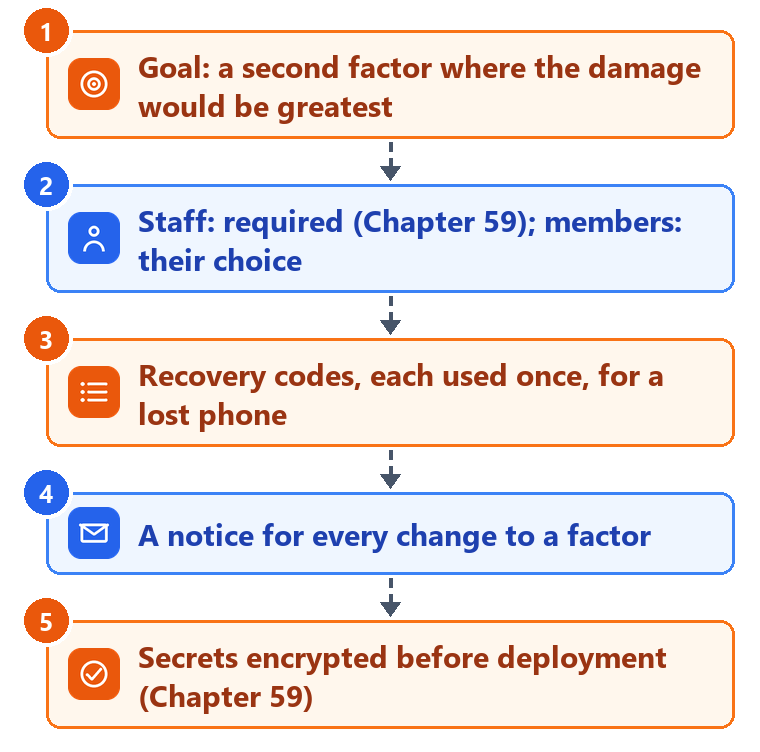 1
Goal: a second factor where the damage
would be greatest
2
Staff: required (Chapter 59); members:
their choice
3
Recovery codes, each used once, for a
lost phone
4
A notice for every change to a factor
5
Secrets encrypted before deployment
(Chapter 59)